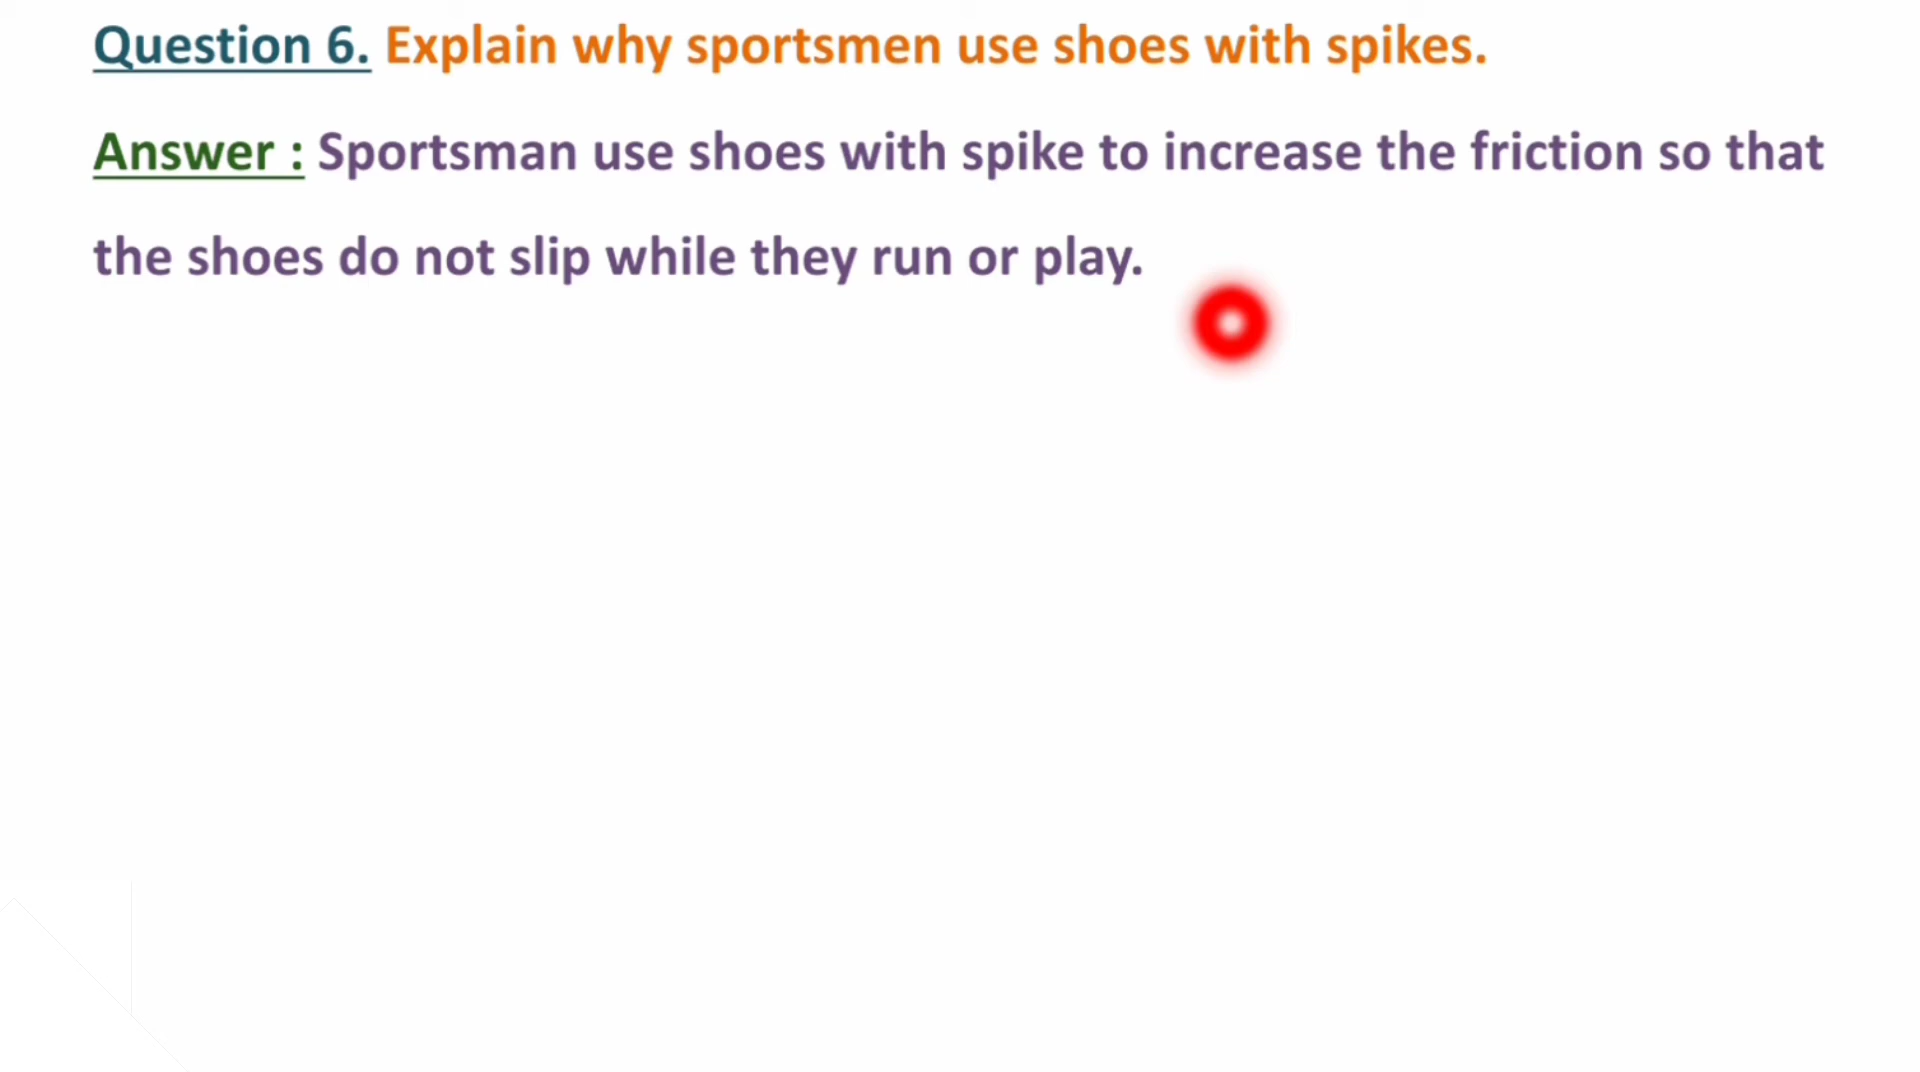 Question 6. Explain why sportsmen use shoes with spikes.
Answer : Sportsman use shoes with spike to increase the friction so that
the shoes do not slip while they run or play.